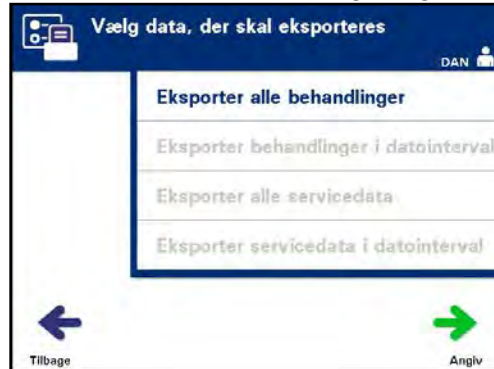 Vælg data, der skal eksporteres
DAN
Eksporter alle behandlinger
Eksporter behandlinger i datointerval
Eksporter alle servicedata
Eksporter servicedata i datointerval
Tilbage
Angiv